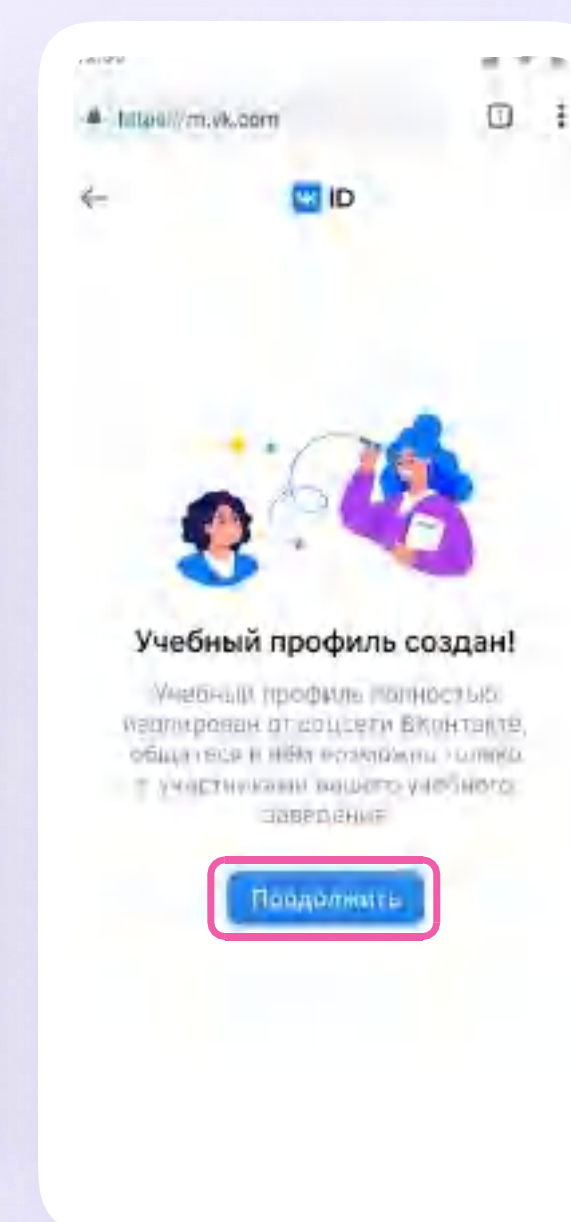 https://m.vk.com
VK ID
Учебный профиль создан!
Учебный профиль полностью
изолирован от соцсети ВКонтакте,
общаться в нём возможно только
с участниками вашего учебного
заведения
Продолжить